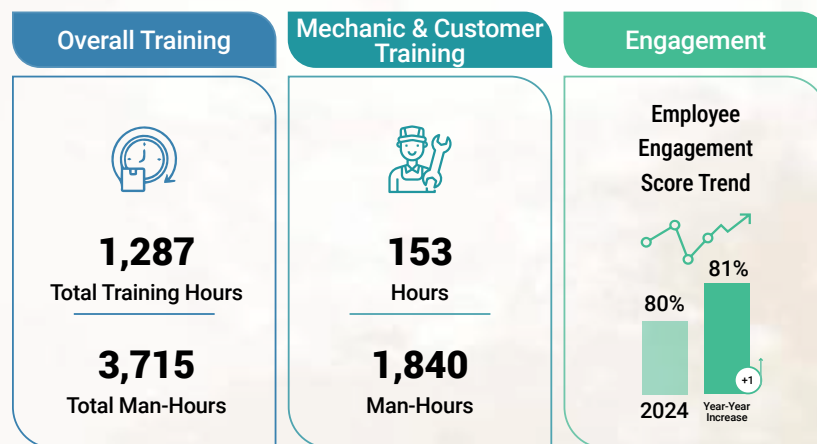 Overall Training
Mechanic & Customer
Training
Engagement
1,287
Total Training Hours
3,715
Total Man-Hours
153
Hours
1,840
Man-Hours
Employee
Engagement
Score Trend
80%
81%
+1
2024
Year-Year
Increase